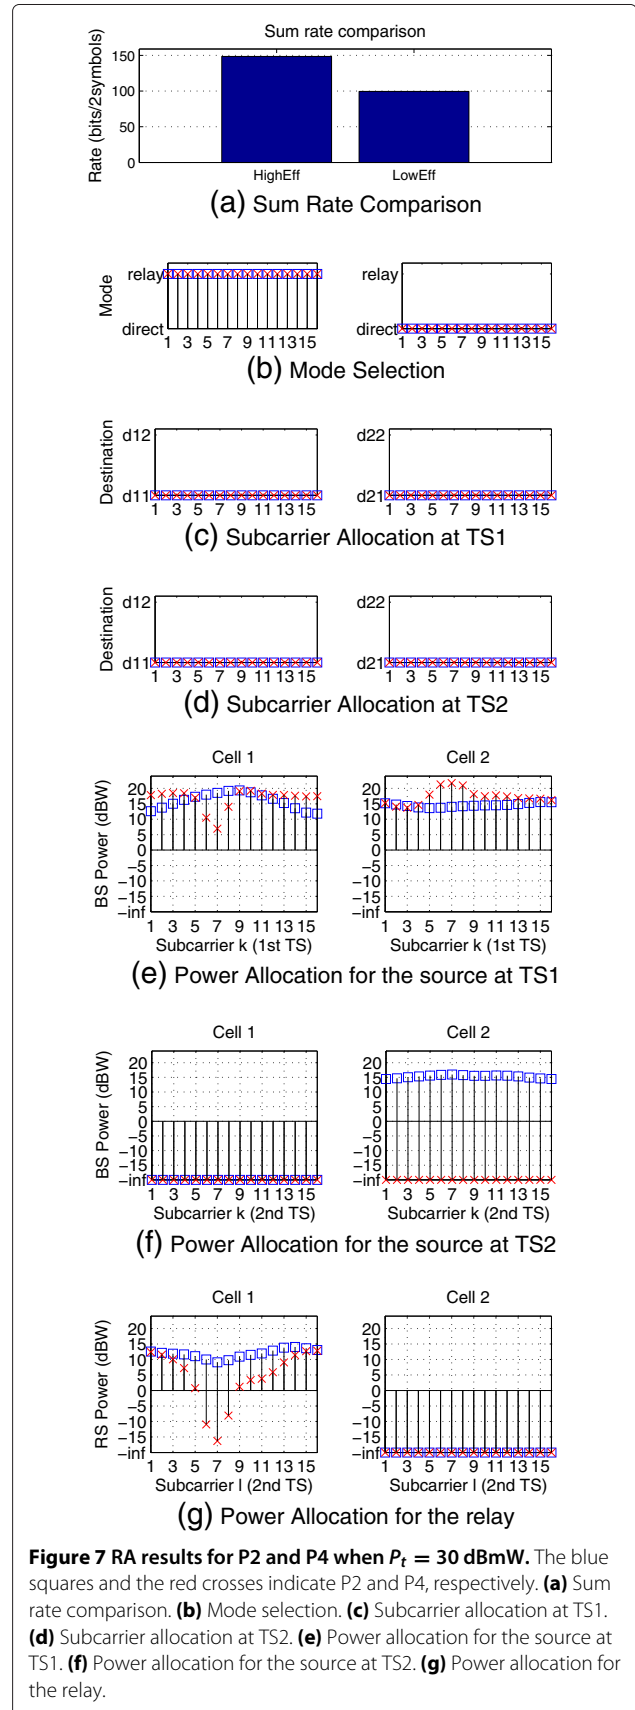 Sum rate comparison
Rate (bits/2symbols)
150
100
50
0
HighEff LowEff
(a) Sum Rate Comparison
Mode
relay
direct
1 3 5 7 9 11 13 15
relay
direct
1 3 5 7 9 11 13 15
(b) Mode Selection
Destination
d12
d11
1 3 5 7 9 11 13 15
d22
d21
1 3 5 7 9 11 13 15
(c) Subcarrier Allocation at TS1
Destination
d12
d11
1 3 5 7 9 11 13 15
d22
d21
1 3 5 7 9 11 13 15
(d) Subcarrier Allocation at TS2
Cell 1
BS Power (dBW)
20
15
10
5
0
−5
−10
−15
−inf
1 3 5 7 9 11 13 15
Subcarrier k (1st TS)
Cell 2
20
15
10
5
0
−5
−10
−15
−inf
1 3 5 7 9 11 13 15
Subcarrier k (1st TS)
(e) Power Allocation for the source at TS1
Cell 1
BS Power (dBW)
20
15
10
5
0
−5
−10
−15
−inf
1 3 5 7 9 11 13 15
Subcarrier k (2nd TS)
Cell 2
20
15
10
5
0
−5
−10
−15
−inf
1 3 5 7 9 11 13 15
Subcarrier k (2nd TS)
(f) Power Allocation for the source at TS2
Cell 1
RS Power (dBW)
20
15
10
5
0
−5
−10
−15
−inf
1 3 5 7 9 11 13 15
Subcarrier l (2nd TS)
Cell 2
20
15
10
5
0
−5
−10
−15
−inf
1 3 5 7 9 11 13 15
Subcarrier l (2nd TS)
(g) Power Allocation for the relay
Figure 7 RA results for P2 and P4 when Pt = 30 dBmW. The blue
squares and the red crosses indicate P2 and P4, respectively. (a) Sum
rate comparison. (b) Mode selection. (c) Subcarrier allocation at TS1.
(d) Subcarrier allocation at TS2. (e) Power allocation for the source at
TS1. (f) Power allocation for the source at TS2. (g) Power allocation for
the relay.